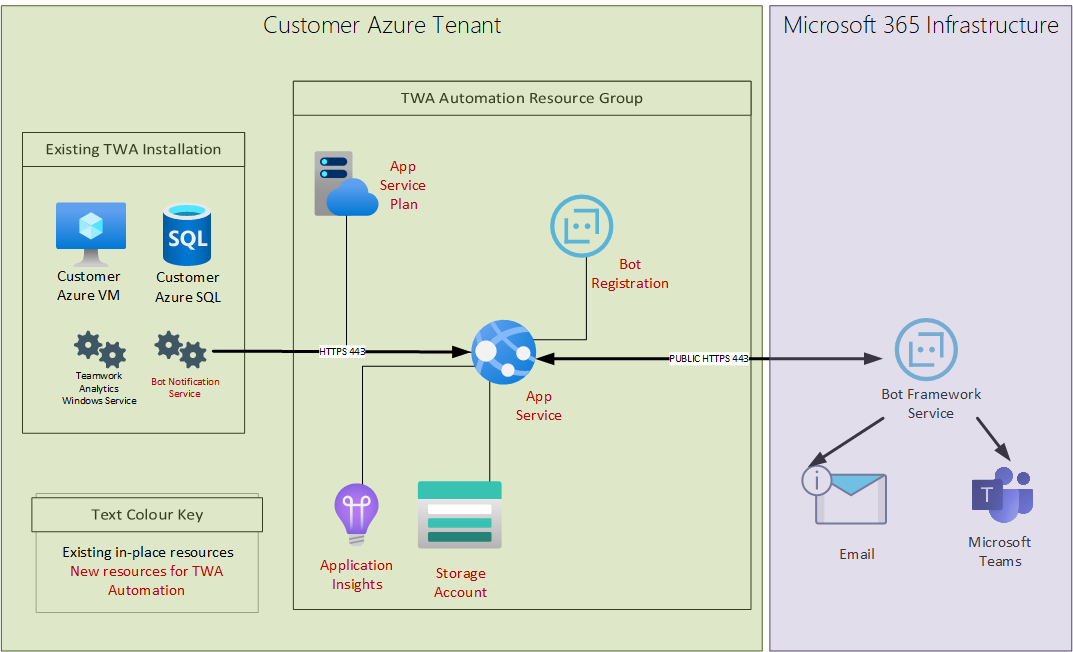 Customer Azure Tenant
Microsoft 365 Infrastructure
TWA Automation Resource Group
Existing TWA Installation
App
Service
Plan
SQL
Customer
Azure VM
Customer
Azure SQL
Bot
Registration
Teamwork
Analytics
Windows Service
Bot Notification
Service
HTTPS 443
App
Service
PUBLIC HTTPS 443
Bot Framework
Service
i
Email
T
Microsoft
Teams
Application
Insights
Storage
Account
Text Colour Key
Existing in-place resources
New resources for TWA
Automation